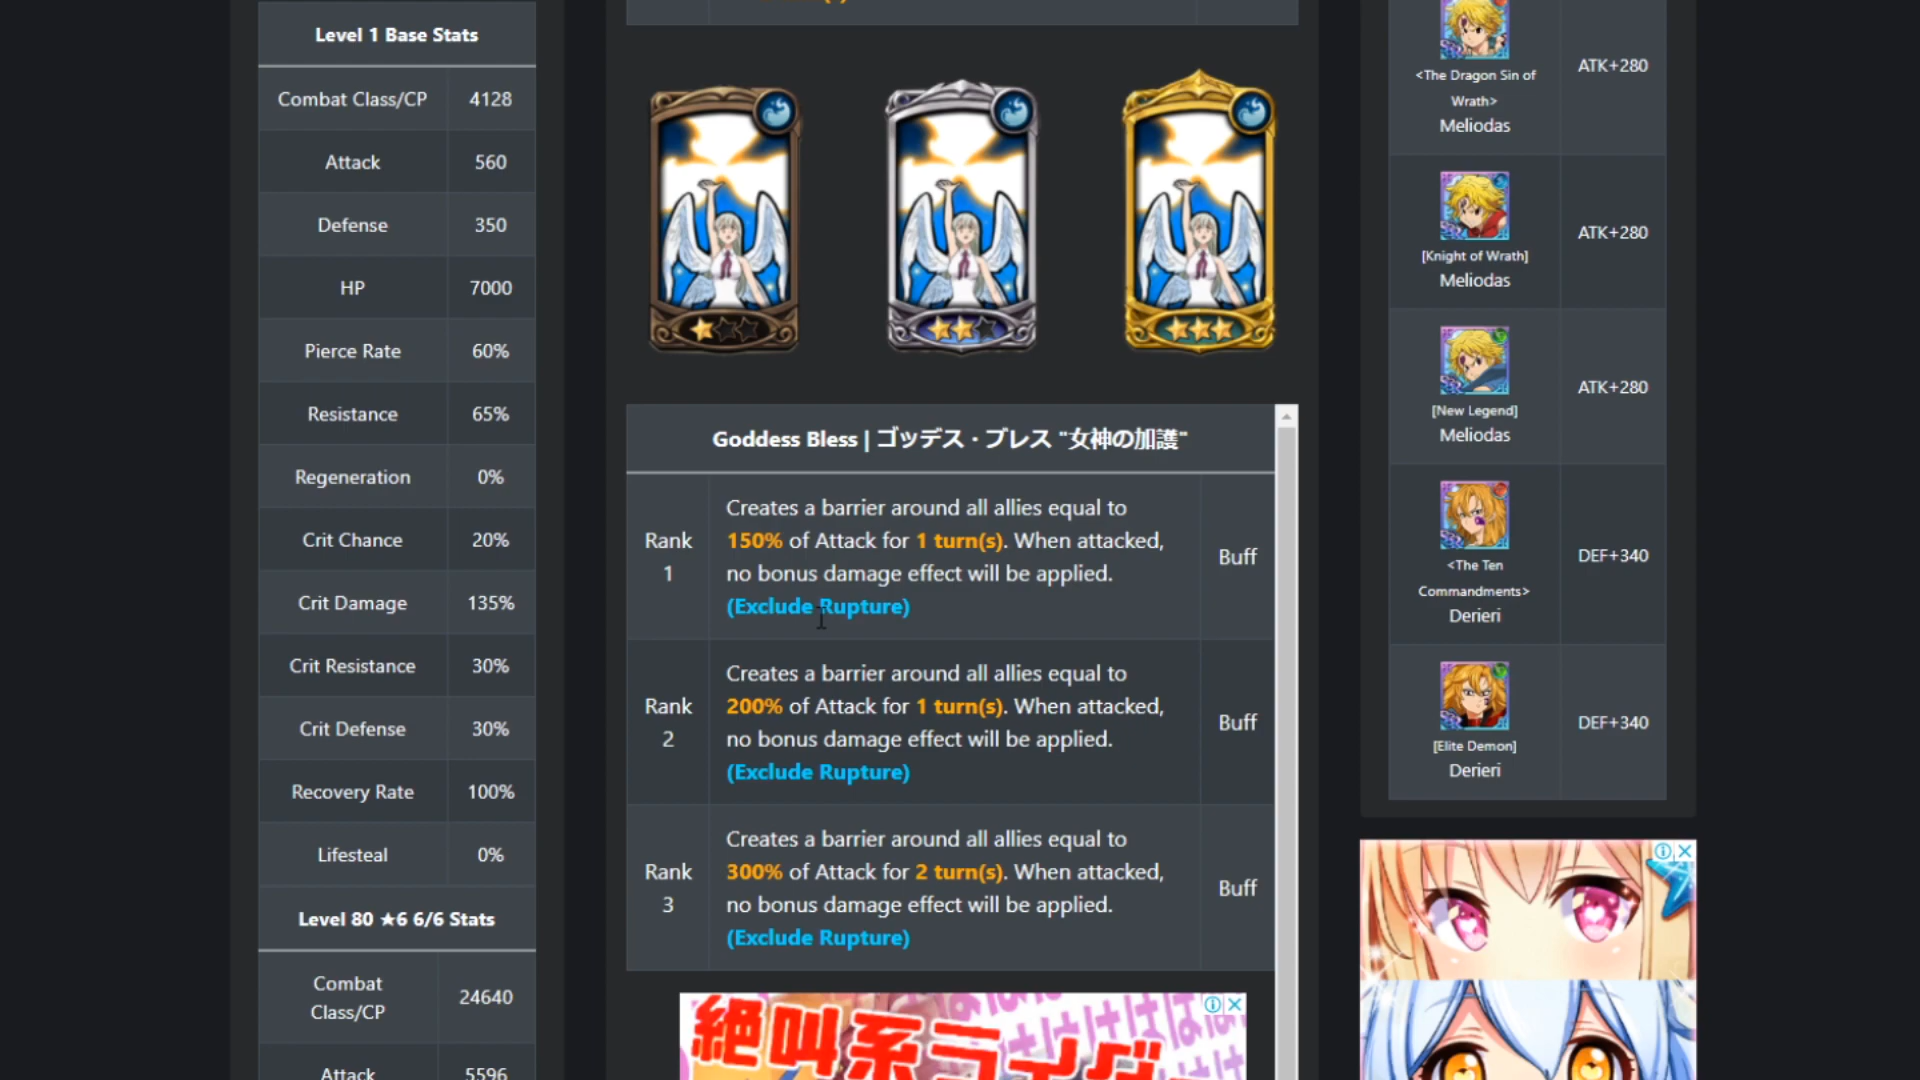 Level 1 Base Stats
Combat Class/CP 4128
Attack 560
Defense 350
HP 7000
Pierce Rate 60%
Resistance 65%
Regeneration 0%
Crit Chance 20%
Crit Damage 135%
Crit Resistance 30%
Crit Defense 30%
Recovery Rate 100%
Lifesteal 0%
Level 80 ★6 6/6 Stats
Combat
Class/CP 24640
Attack 5596
Goddess Bless | ゴッデス・ブレス "女神の加護"
Rank
1
Creates a barrier around all allies equal to
150% of Attack for 1 turn(s). When attacked,
no bonus damage effect will be applied.
(Exclude Rupture)
Buff
Rank
2
Creates a barrier around all allies equal to
200% of Attack for 1 turn(s). When attacked,
no bonus damage effect will be applied.
(Exclude Rupture)
Buff
Rank
3
Creates a barrier around all allies equal to
300% of Attack for 2 turn(s). When attacked,
no bonus damage effect will be applied.
(Exclude Rupture)
Buff
絶叫系ライダー
<The Dragon Sin of
Wrath>
Meliodas
ATK+280
[Knight of Wrath]
Meliodas
ATK+280
[New Legend]
Meliodas
ATK+280
<The Ten
Commandments>
Derieri
DEF+340
[Elite Demon]
Derieri
DEF+340